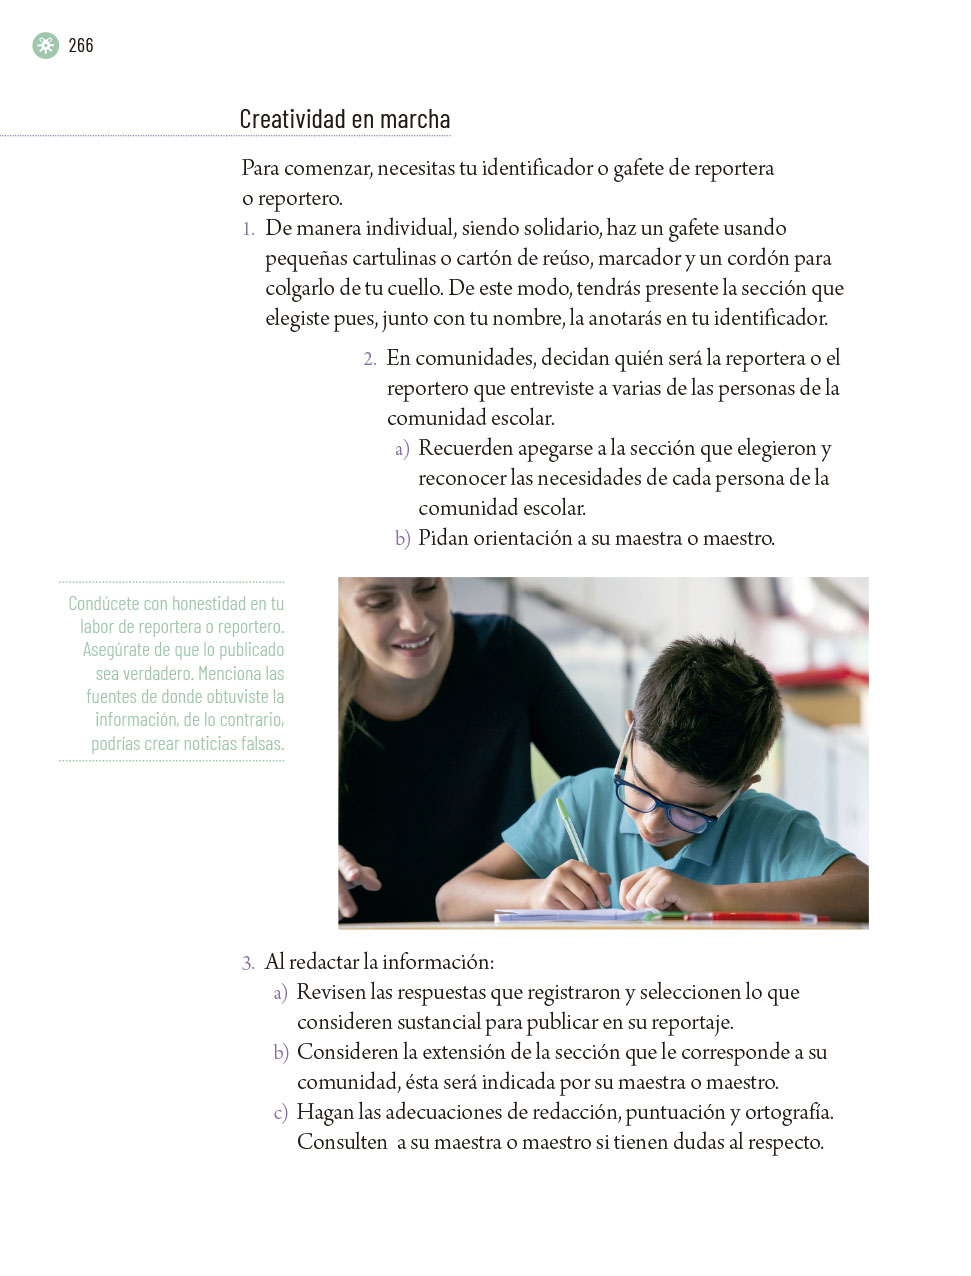 266
Creatividad en marcha
Para comenzar, necesitas tu identificador o gafete de reportera
o reportero.
1. De manera individual, siendo solidario, haz un gafete usando
pequeñas cartulinas o cartón de reúso, marcador y un cordón para
colgarlo de tu cuello. De este modo, tendrás presente la sección que
elegiste pues, junto con tu nombre, la anotarás en tu identificador.
2. En comunidades, decidan quién será la reportera o el
reportero que entreviste a varias de las personas de la
comunidad escolar.
a) Recuerden apegarse a la sección que elegieron y
reconocer las necesidades de cada persona de la
comunidad escolar.
b) Pidan orientación a su maestra o maestro.
Condúcete con honestidad en tu
labor de reportera o reportero.
Asegúrate de que lo publicado
sea verdadero. Menciona las
fuentes de donde obtuviste la
información, de lo contrario,
podrías crear noticias falsas.
3. Al redactar la información:
a) Revisen las respuestas que registraron y seleccionen lo que
consideren sustancial para publicar en su reportaje.
b) Consideren la extensión de la sección que le corresponde a su
comunidad, ésta será indicada por su maestra o maestro.
c) Hagan las adecuaciones de redacción, puntuación y ortografía.
Consulten a su maestra o maestro si tienen dudas al respecto.